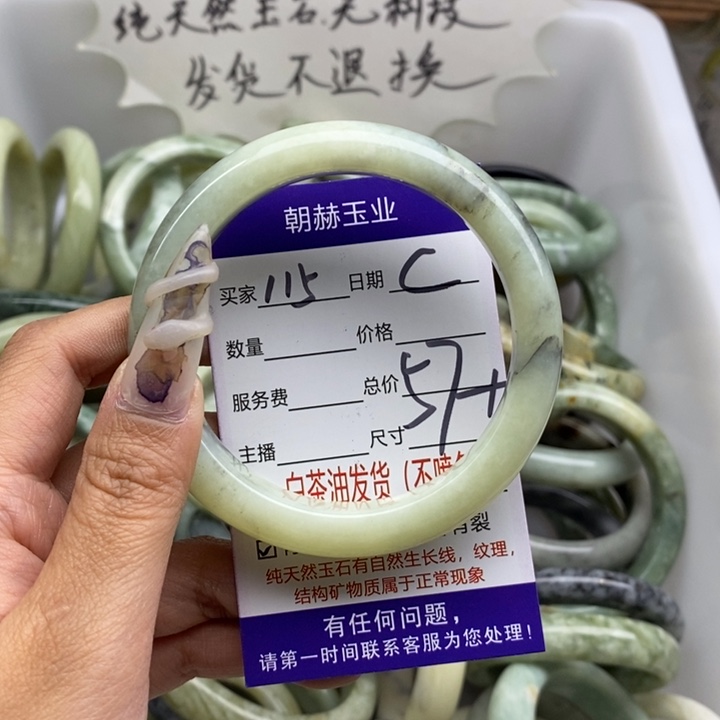 纯天然玉石.无科技
发货不退换
朝赫玉业
买家 115 日期 C
数量 价格
服务费 总价
57+
主播 尺寸
白茶油发货(不喷
裂
纯天然玉石有自然生长线，纹理，
结构矿物质属于正常现象
有任何问题，
请第一时间联系客服为您处理！